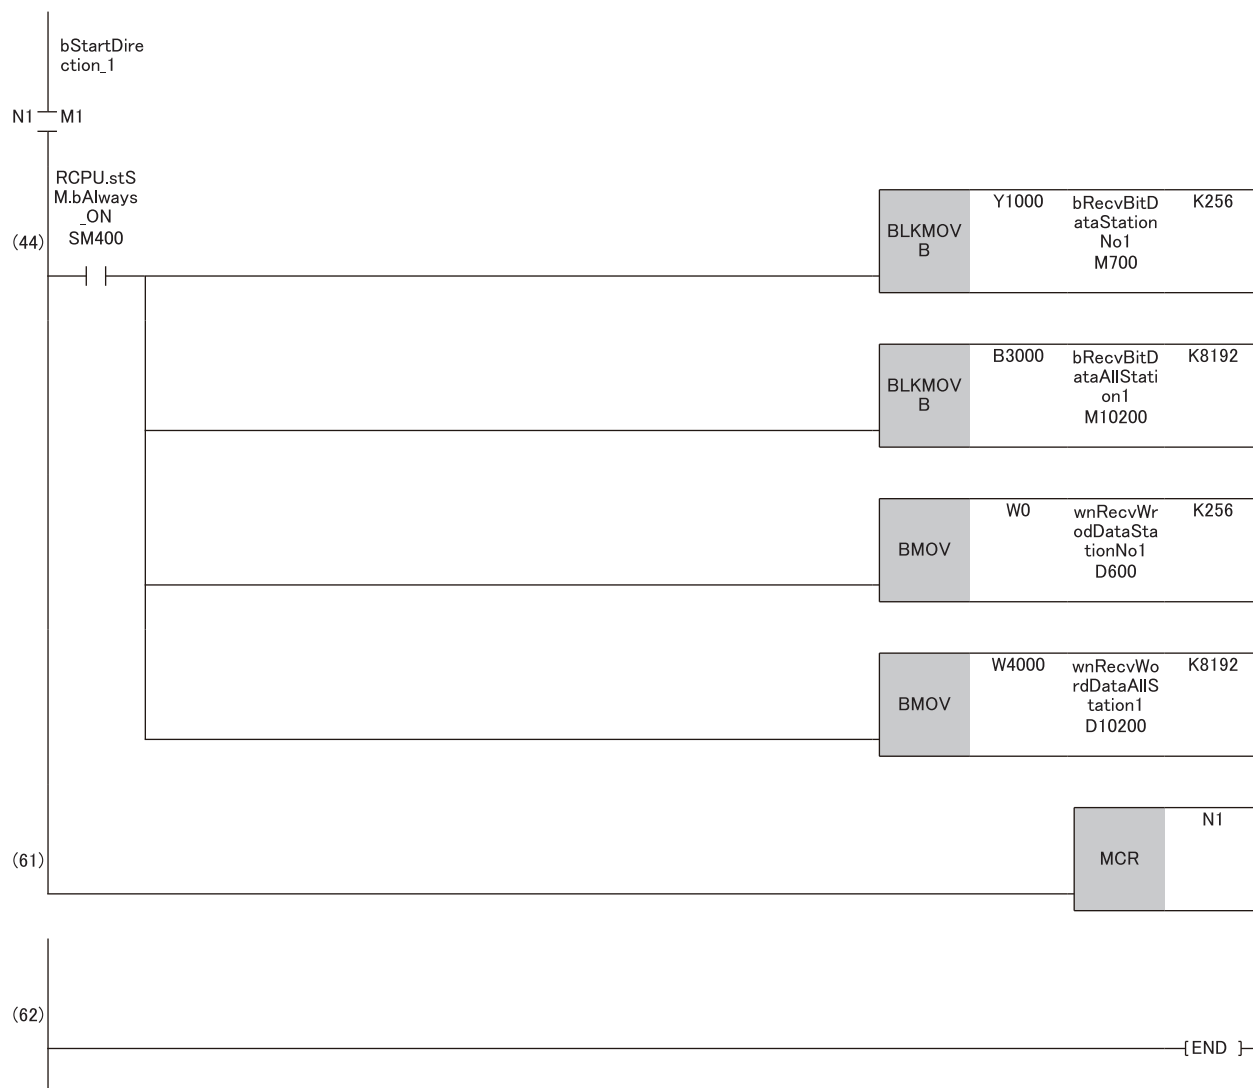 bStartDire
ction_1
N1 M1
RCPU.stS
M.bAlways
_ON
SM400
(44)
BLKMOV
B
Y1000
bRecvBitD
ataStation
No1
M700
K256
BLKMOV
B
B3000
bRecvBitD
ataAllStati
on1
M10200
K8192
BMOV
W0
wnRecvWr
odDataSta
tionNo1
D600
K256
BMOV
W4000
wnRecvWo
rdDataAllS
tation1
D10200
K8192
(61)
MCR
N1
(62)
[END ]